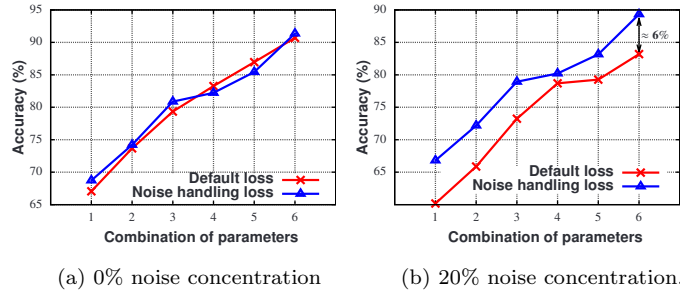 95
90
85
80
75
70
65
Accuracy (%)
Default loss
Noise handling loss
1 2 3 4 5 6
Combination of parameters
(a) 0% noise concentration
90
85
80
75
70
65
Accuracy (%)
≈ 6%
Default loss
Noise handling loss
1 2 3 4 5 6
Combination of parameters
(b) 20% noise concentration.